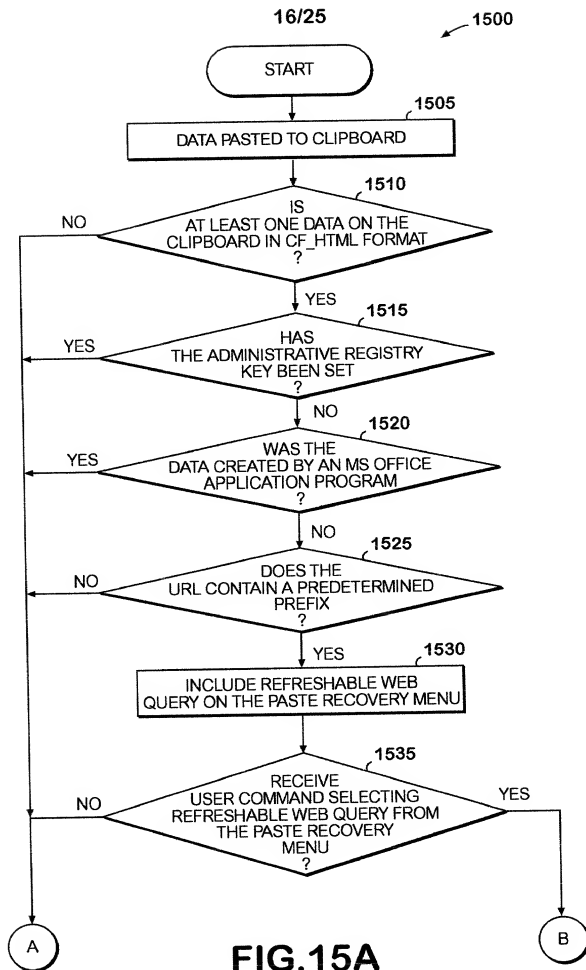 16/25
1500
START
1505
DATA PASTED TO CLIPBOARD
1510
IS
AT LEAST ONE DATA ON THE
CLIPBOARD IN CF_HTML FORMAT
?
NO
YES
1515
HAS
THE ADMINISTRATIVE REGISTRY
KEY BEEN SET
?
YES
NO
1520
WAS THE
DATA CREATED BY AN MS OFFICE
APPLICATION PROGRAM
?
YES
NO
1525
DOES THE
URL CONTAIN A PREDETERMINED
PREFIX
?
NO
YES
1530
INCLUDE REFRESHABLE WEB
QUERY ON THE PASTE RECOVERY MENU
1535
RECEIVE
USER COMMAND SELECTING
REFRESHABLE WEB QUERY FROM
THE PASTE RECOVERY
MENU
?
NO
YES
A
B
FIG.15A